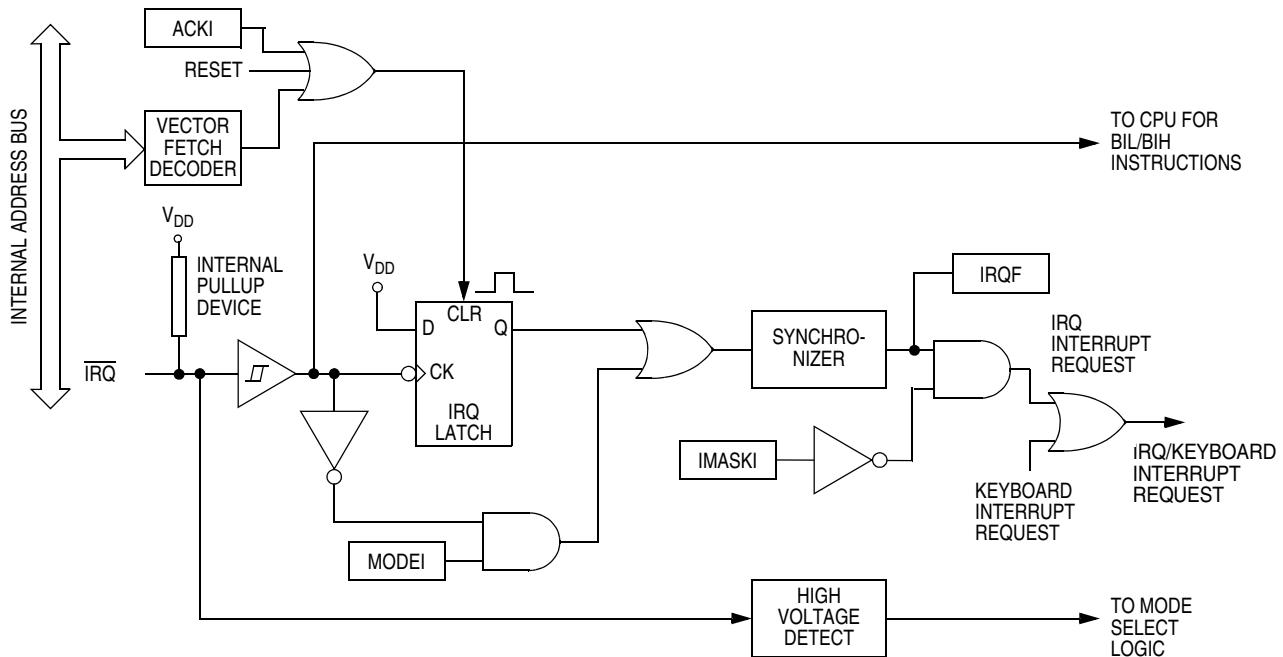 ACKI
RESET
VECTOR
FETCH
DECODER
INTERNAL ADDRESS BUS
TO CPU FOR
BIL/BIH
INSTRUCTIONS
VDD
INTERNAL
PULLUP
DEVICE
VDD
D
CLR
Q
CK
IRQ
LATCH
IRQ
SYNCHRO-
NIZER
IRQF
IRQ
INTERRUPT
REQUEST
IMASKI
KEYBOARD
INTERRUPT
REQUEST
IRQ/KEYBOARD
INTERRUPT
REQUEST
MODEI
HIGH
VOLTAGE
DETECT
TO MODE
SELECT
LOGIC